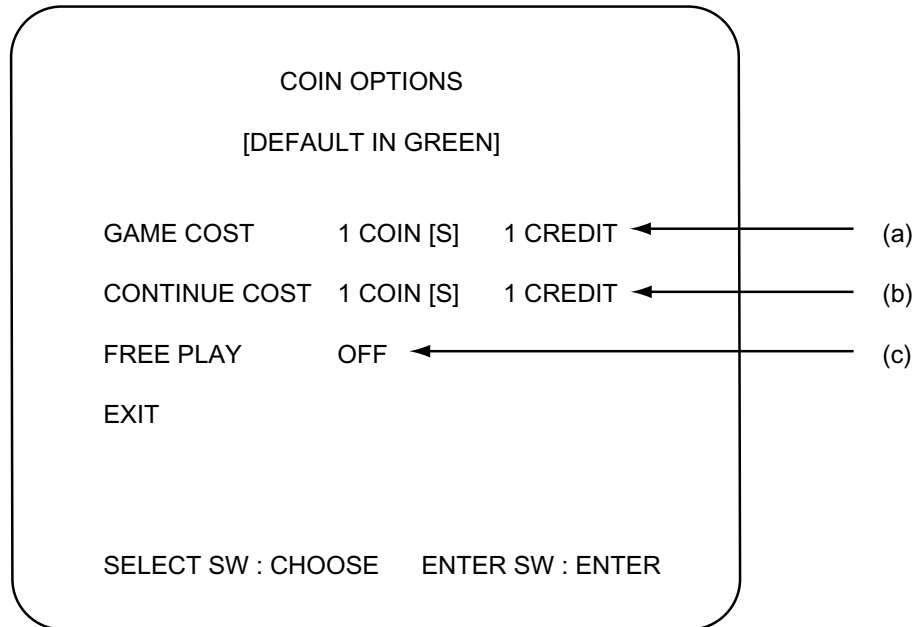 COIN OPTIONS
[DEFAULT IN GREEN]
GAME COST 1 COIN [S] 1 CREDIT (a)
CONTINUE COST 1 COIN [S] 1 CREDIT (b)
FREE PLAY OFF (c)
EXIT
SELECT SW : CHOOSE ENTER SW : ENTER